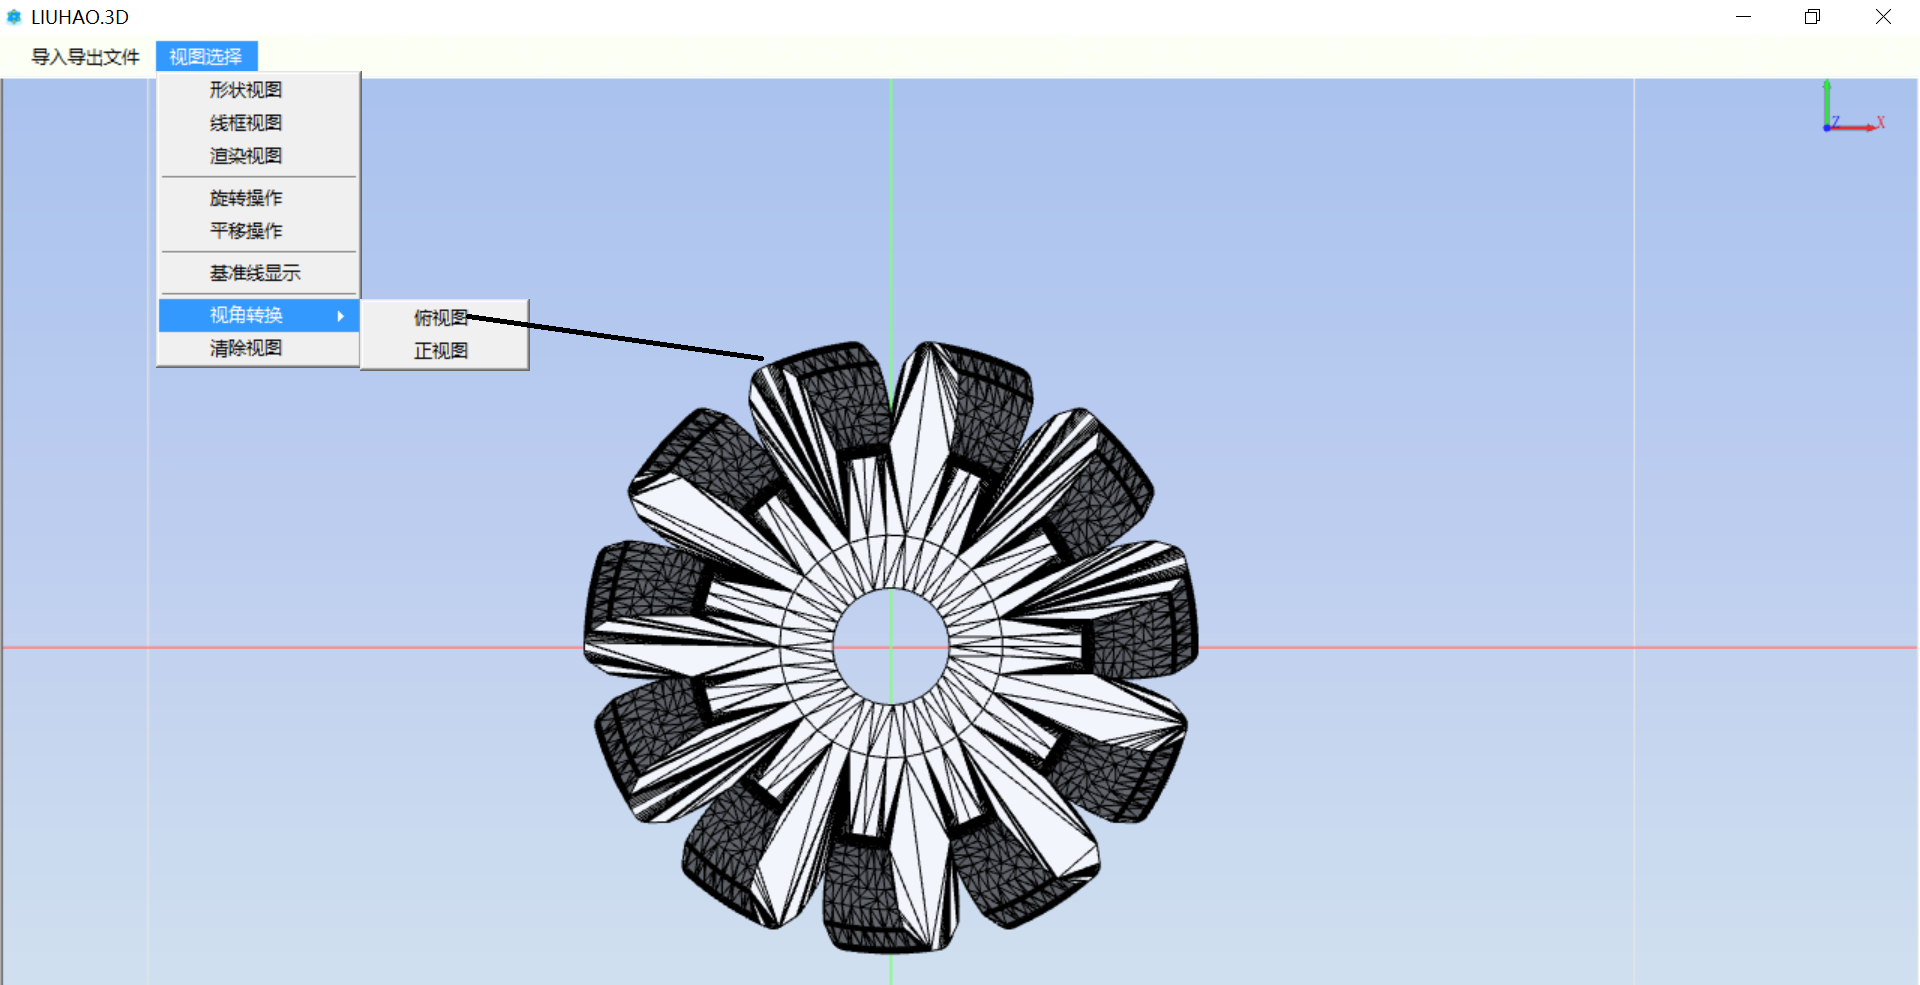 LIUHAO.3D
导入导出文件 视图选择
形状视图
线框视图
渲染视图
旋转操作
平移操作
基准线显示
视角转换
清除视图
俯视图
正视图
Z X